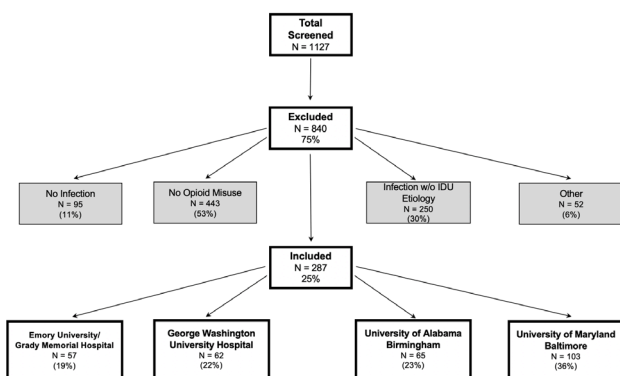 Total
Screened
N = 1127
Excluded
N = 840
75%
No Infection
N = 95
(11%)
No Opioid Misuse
N = 443
(53%)
Infection w/o IDU
Etiology
N = 250
(30%)
Other
N = 52
(6%)
Included
N = 287
25%
Emory University/
Grady Memorial Hospital
N = 57
(19%)
George Washington
University Hospital
N = 62
(22%)
University of Alabama
Birmingham
N = 65
(23%)
University of Maryland
Baltimore
N = 103
(36%)